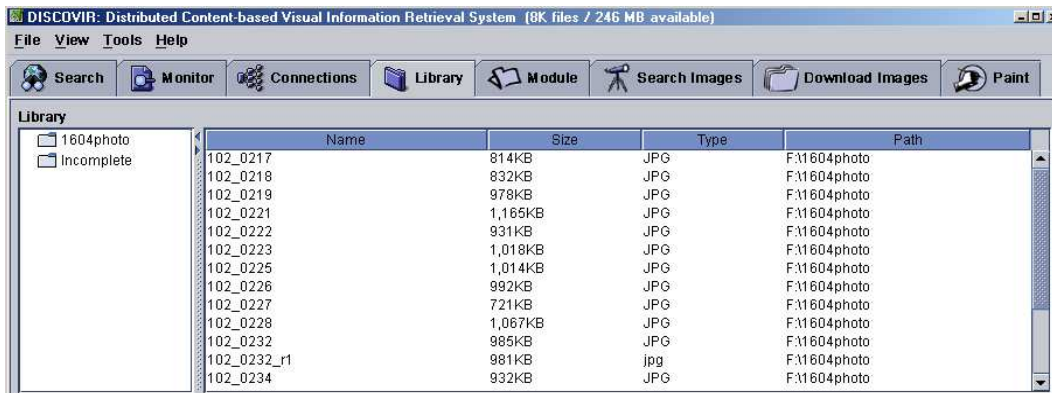 DISCOVIR: Distributed Content-based Visual Information Retrieval System (8K files / 246 MB available)
File View Tools Help
Search Monitor Connections Library Module Search Images Download Images Paint
Library
1604photo
Incomplete
Name Size Type Path
102_0217 814KB JPG F:\1604photo
102_0218 832KB JPG F:\1604photo
102_0219 978KB JPG F:\1604photo
102_0221 1,165KB JPG F:\1604photo
102_0222 931KB JPG F:\1604photo
102_0223 1,018KB JPG F:\1604photo
102_0225 1,014KB JPG F:\1604photo
102_0226 992KB JPG F:\1604photo
102_0227 721KB JPG F:\1604photo
102_0228 1,067KB JPG F:\1604photo
102_0232 985KB JPG F:\1604photo
102_0232_r1 981KB jpg F:\1604photo
102_0234 932KB JPG F:\1604photo